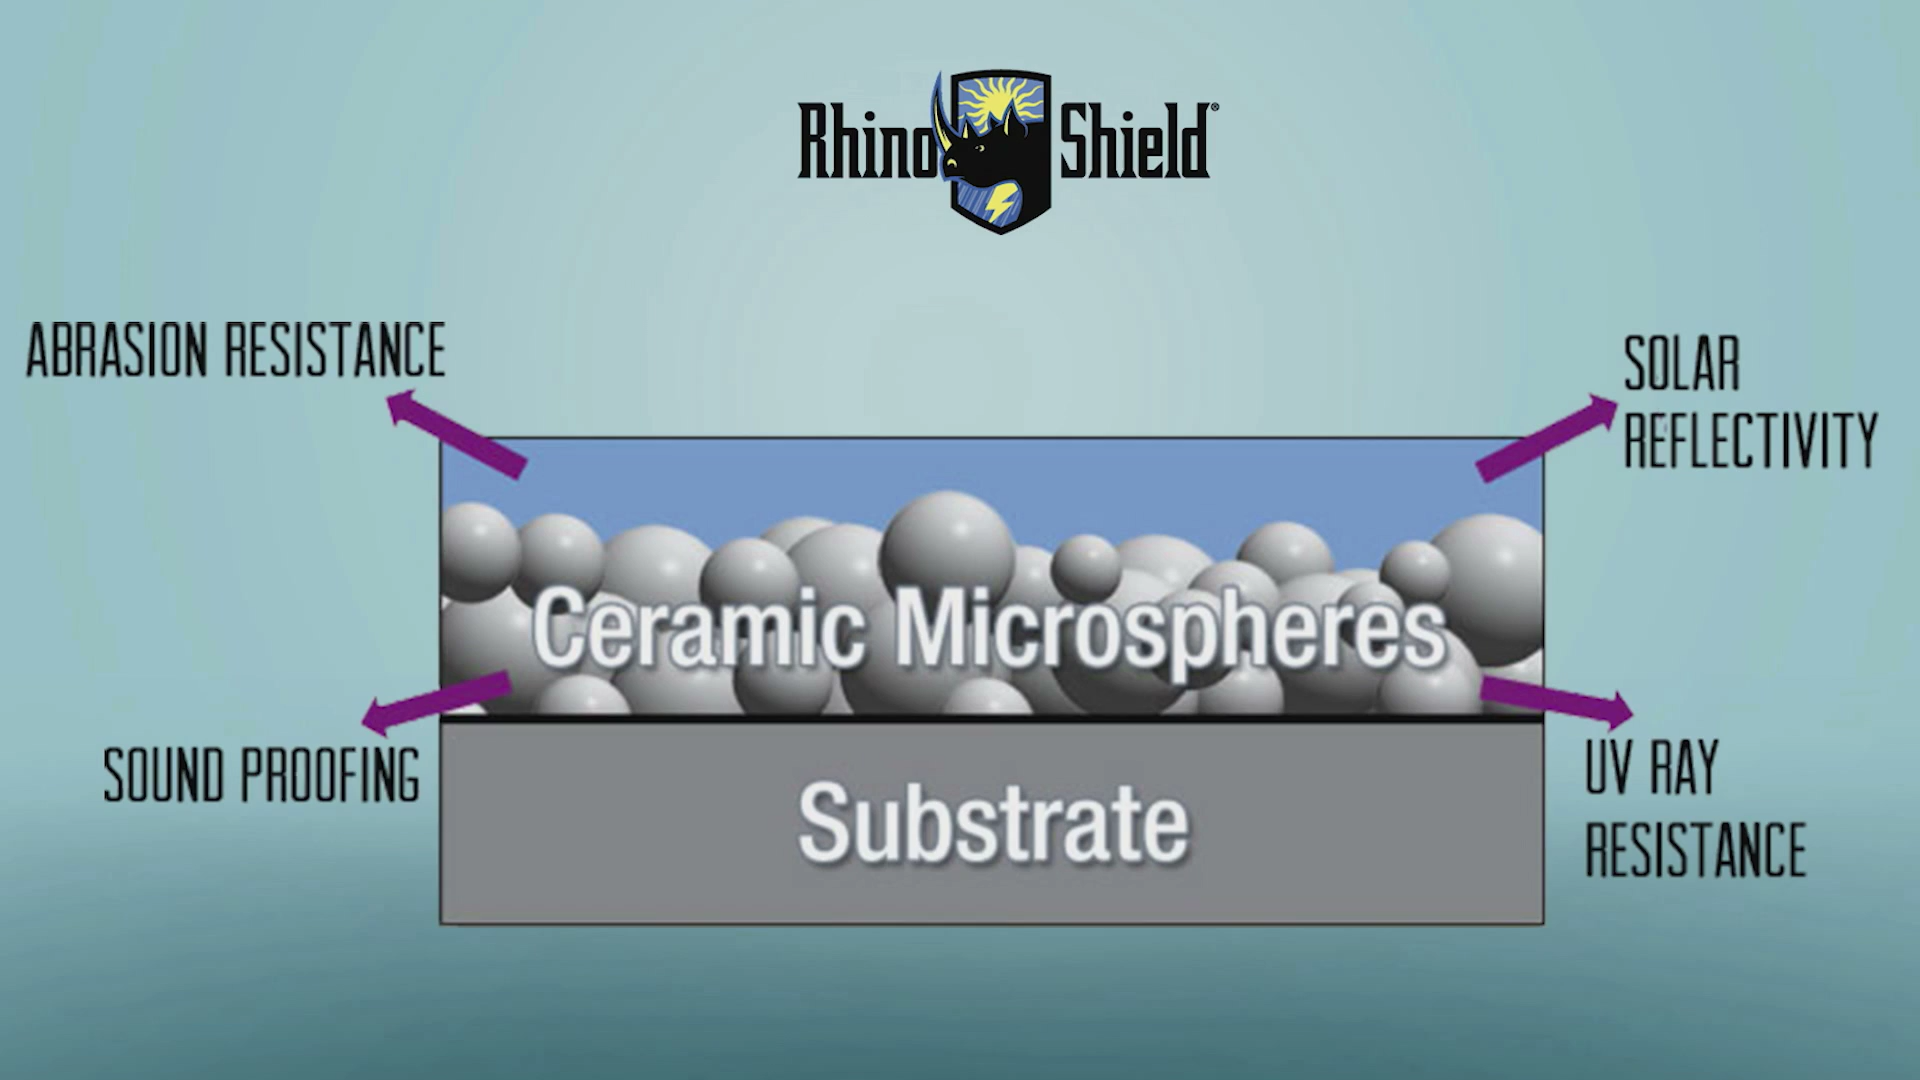 Rhino Shield®
ABRASION RESISTANCE
SOLAR
REFLECTIVITY
Ceramic Microspheres
SOUND PROOFING
UV RAY
RESISTANCE
Substrate